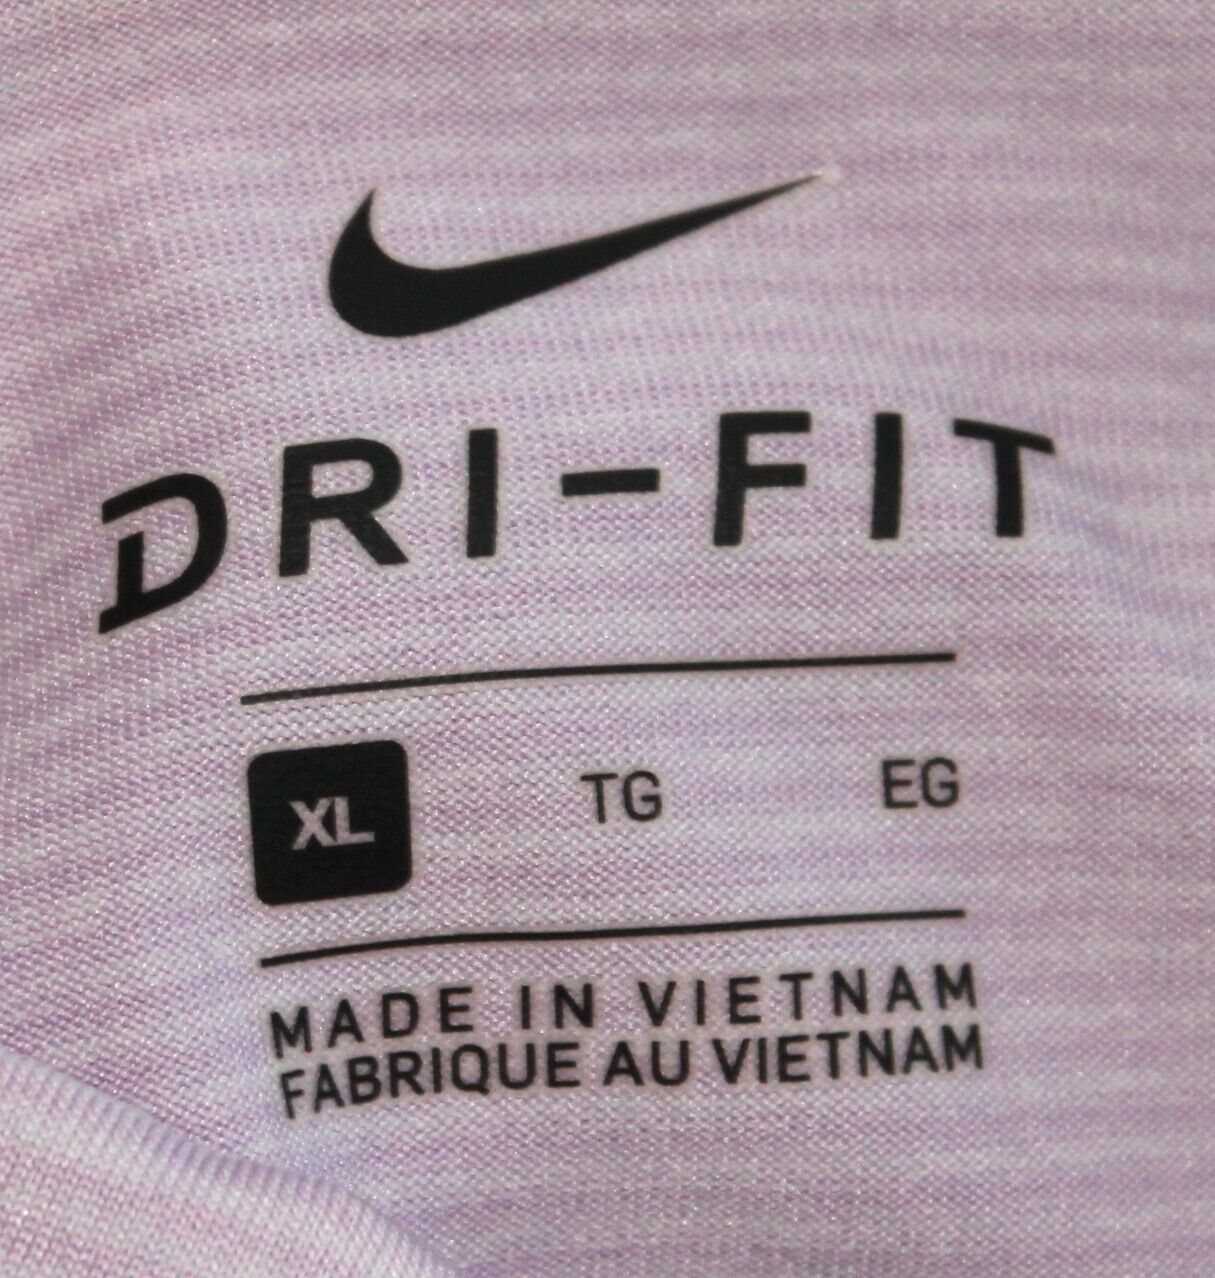 DRI-FIT
XL TG EG
MADE IN VIETNAM
FABRIQUE AU VIETNAM